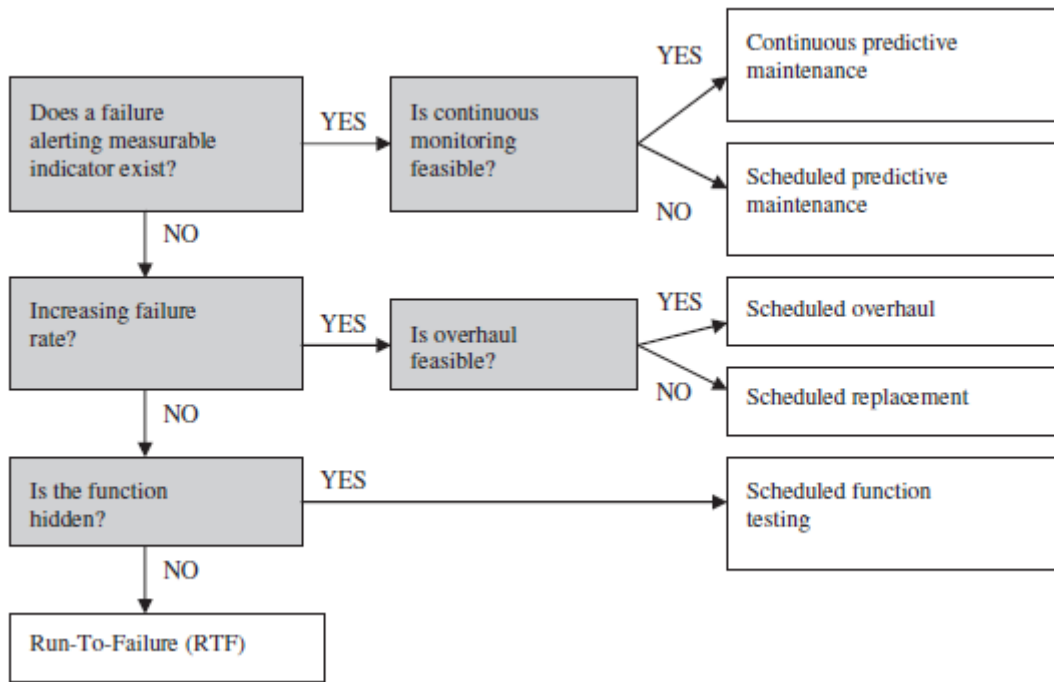 Does a failure
alerting measurable
indicator exist?
YES
Is continuous
monitoring
feasible?
YES
Continuous predictive
maintenance
NO
Scheduled predictive
maintenance
NO
Increasing failure
rate?
YES
Is overhaul
feasible?
YES
Scheduled overhaul
NO
Scheduled replacement
NO
Is the function
hidden?
YES
Scheduled function
testing
NO
Run-To-Failure (RTF)